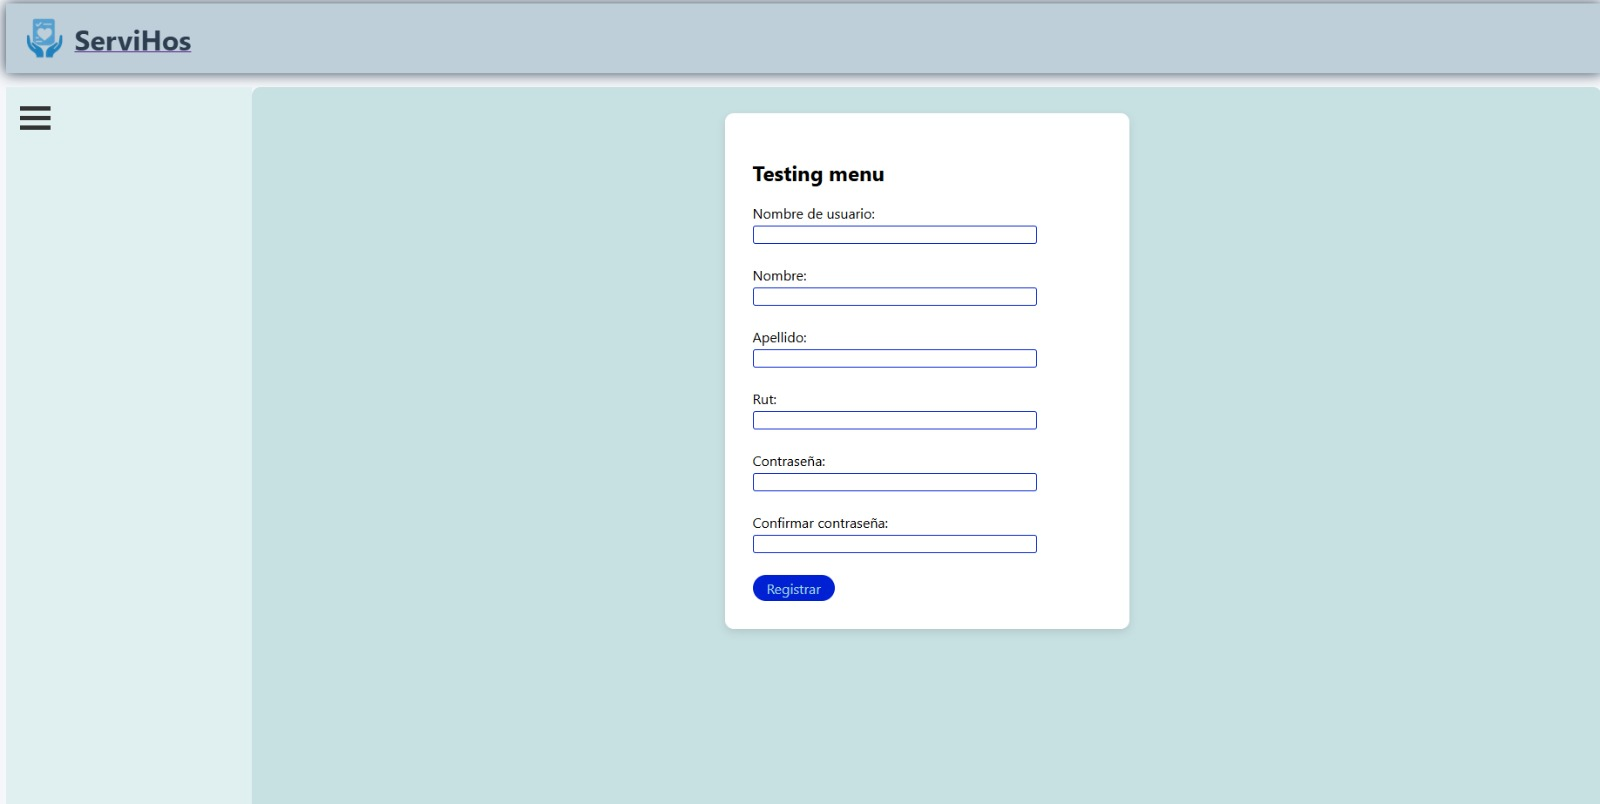 ServiHos
Testing menu
Nombre de usuario:
Nombre:
Apellido:
Rut:
Contraseña:
Confirmar contraseña:
Registrar